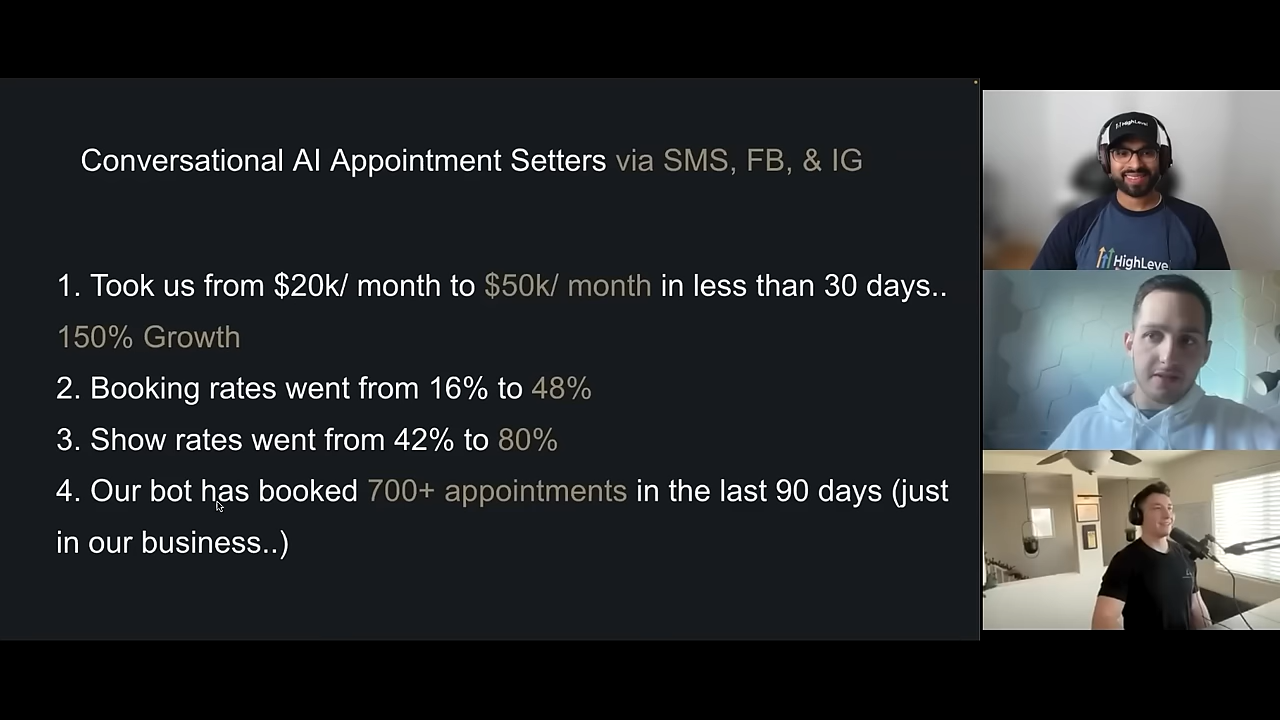 Conversational AI Appointment Setters via SMS, FB, & IG
1. Took us from $20k/ month to $50k/ month in less than 30 days..
150% Growth
2. Booking rates went from 16% to 48%
3. Show rates went from 42% to 80%
4. Our bot has booked 700+ appointments in the last 90 days (just
in our business..)
HighLevel
HighLevel